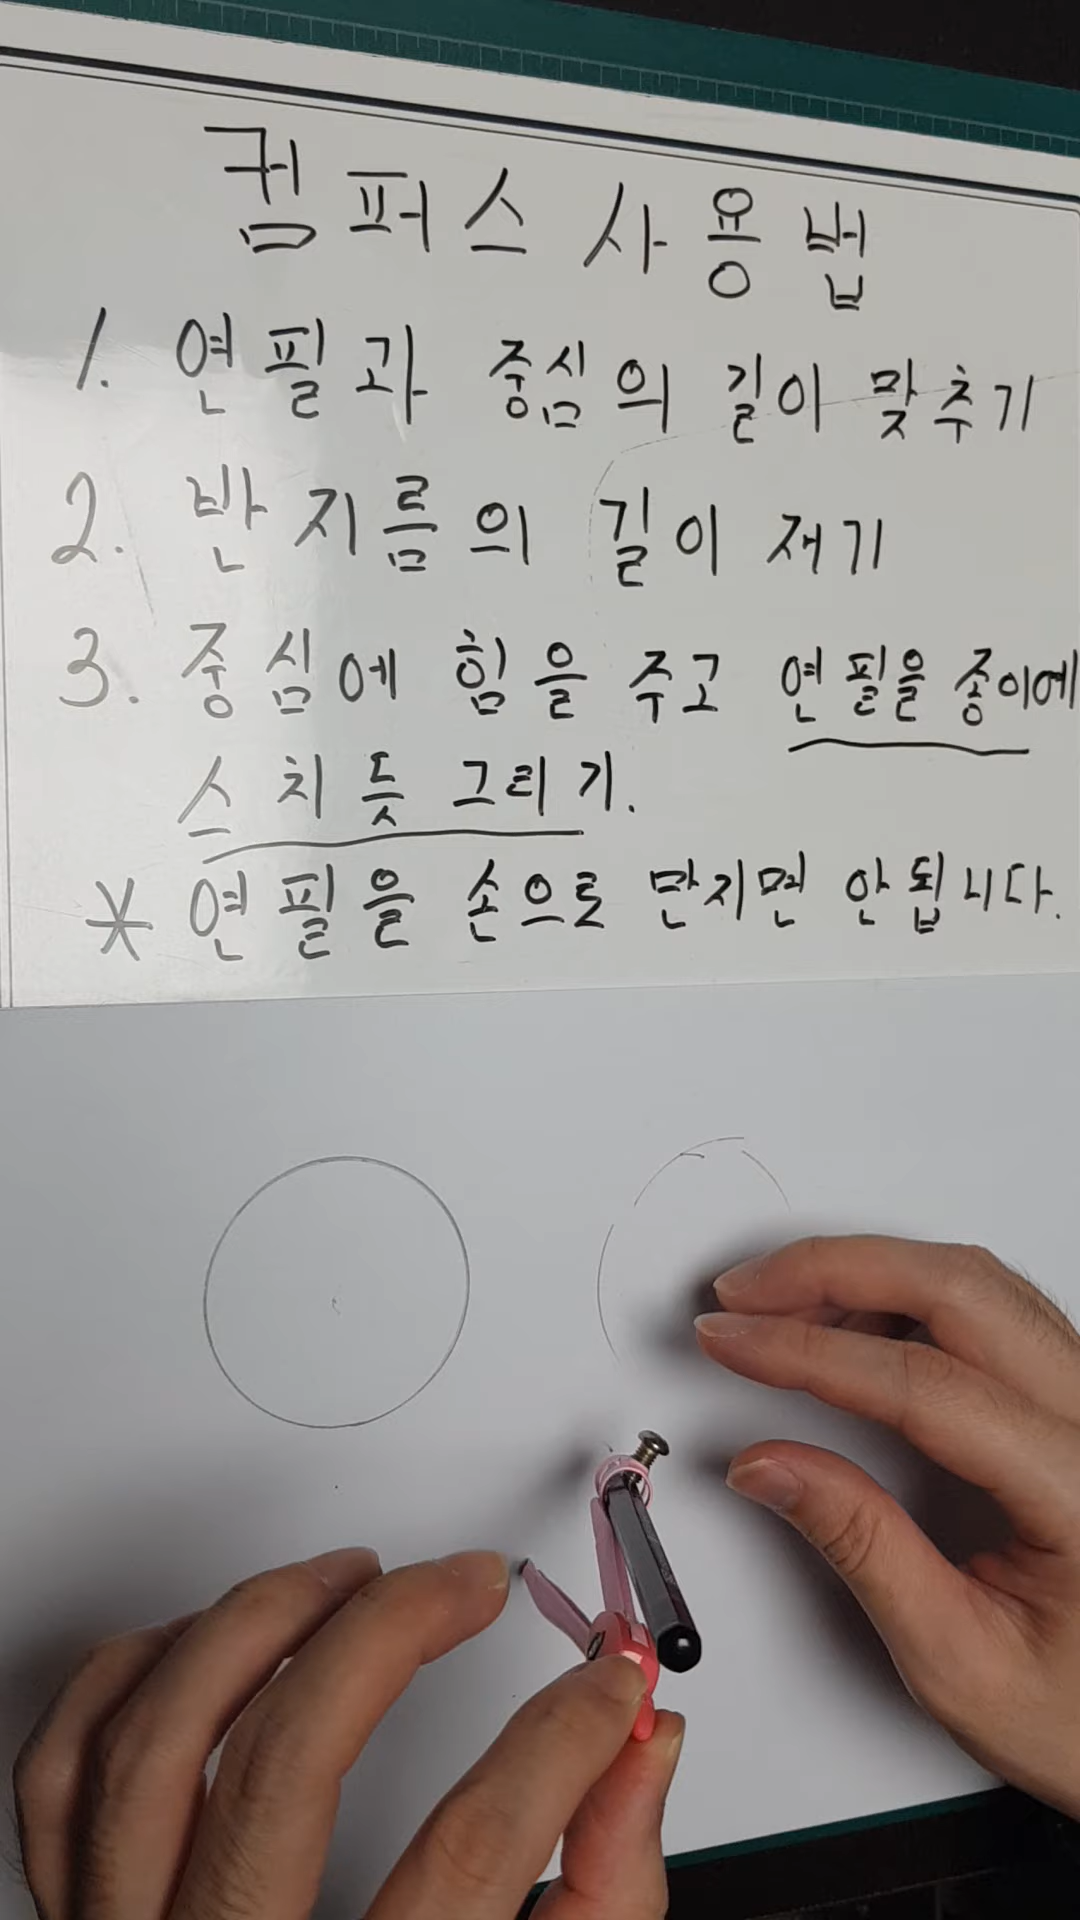 컴퍼스 사용법
1. 연필과 중심의 길이 맞추기
2. 반지름의 길이 재기
3. 중심에 힘을 주고 연필을 종이에
스치듯 그리기.
* 연필을 손으로 만지면 안됩니다.